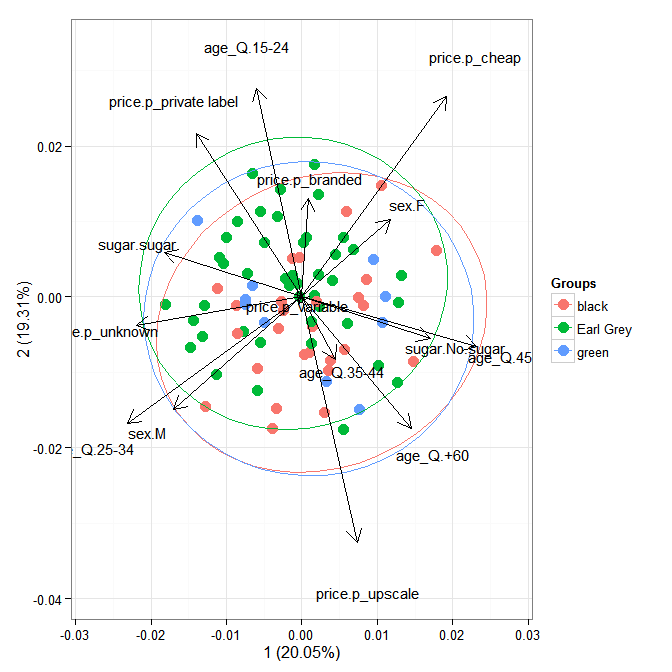 age_Q.15-24
price.p_cheap
price.p_private label
price.p_branded
sex.F
sugar.sugar
price.p_variable
e.p_unknown
sugar.No-sugar
age_Q.45
age_Q.35-44
sex.M
_Q.25-34
age_Q.+60
price.p_upscale
0.02
0.00
-0.02
-0.04
2 (19.31%)
-0.03
-0.02
-0.01
0.00
0.01
0.02
0.03
1 (20.05%)
Groups
black
Earl Grey
green